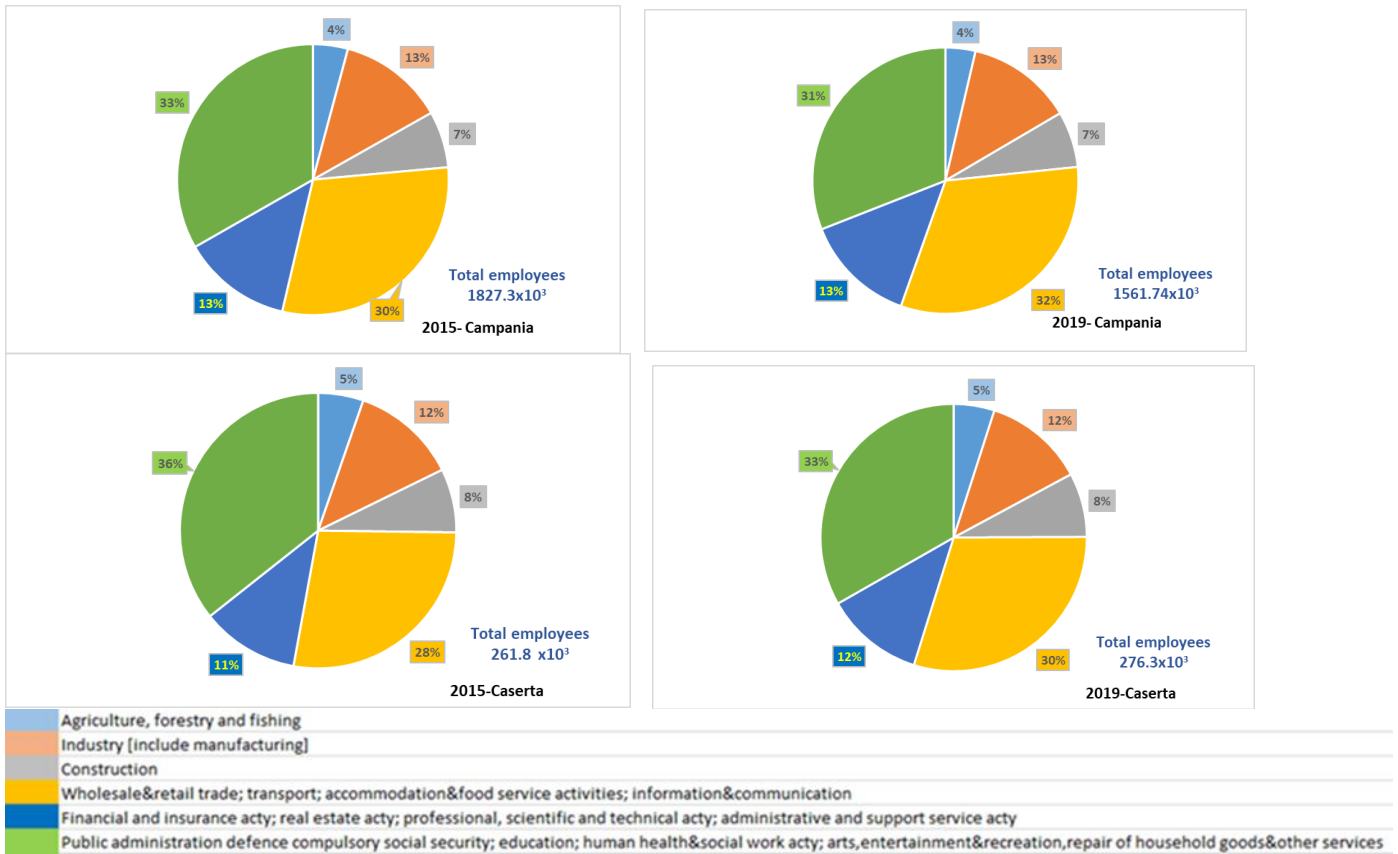 4%
13%
33%
7%
13%
30%
Total employees
1827.3x10³
2015- Campania
4%
13%
31%
7%
13%
32%
Total employees
1561.74x10³
2019- Campania
5%
12%
36%
8%
11%
28%
Total employees
261.8 x10³
2015-Caserta
5%
12%
33%
8%
12%
30%
Total employees
276.3x10³
2019-Caserta
Agriculture, forestry and fishing
Industry [include manufacturing]
Construction
Wholesale&retail trade; transport; accommodation&food service activities; information&communication
Financial and insurance acty; real estate acty; professional, scientific and technical acty; administrative and support service acty
Public administration defence compulsory social security; education; human health&social work acty; arts,entertainment&recreation,repair of household goods&other services